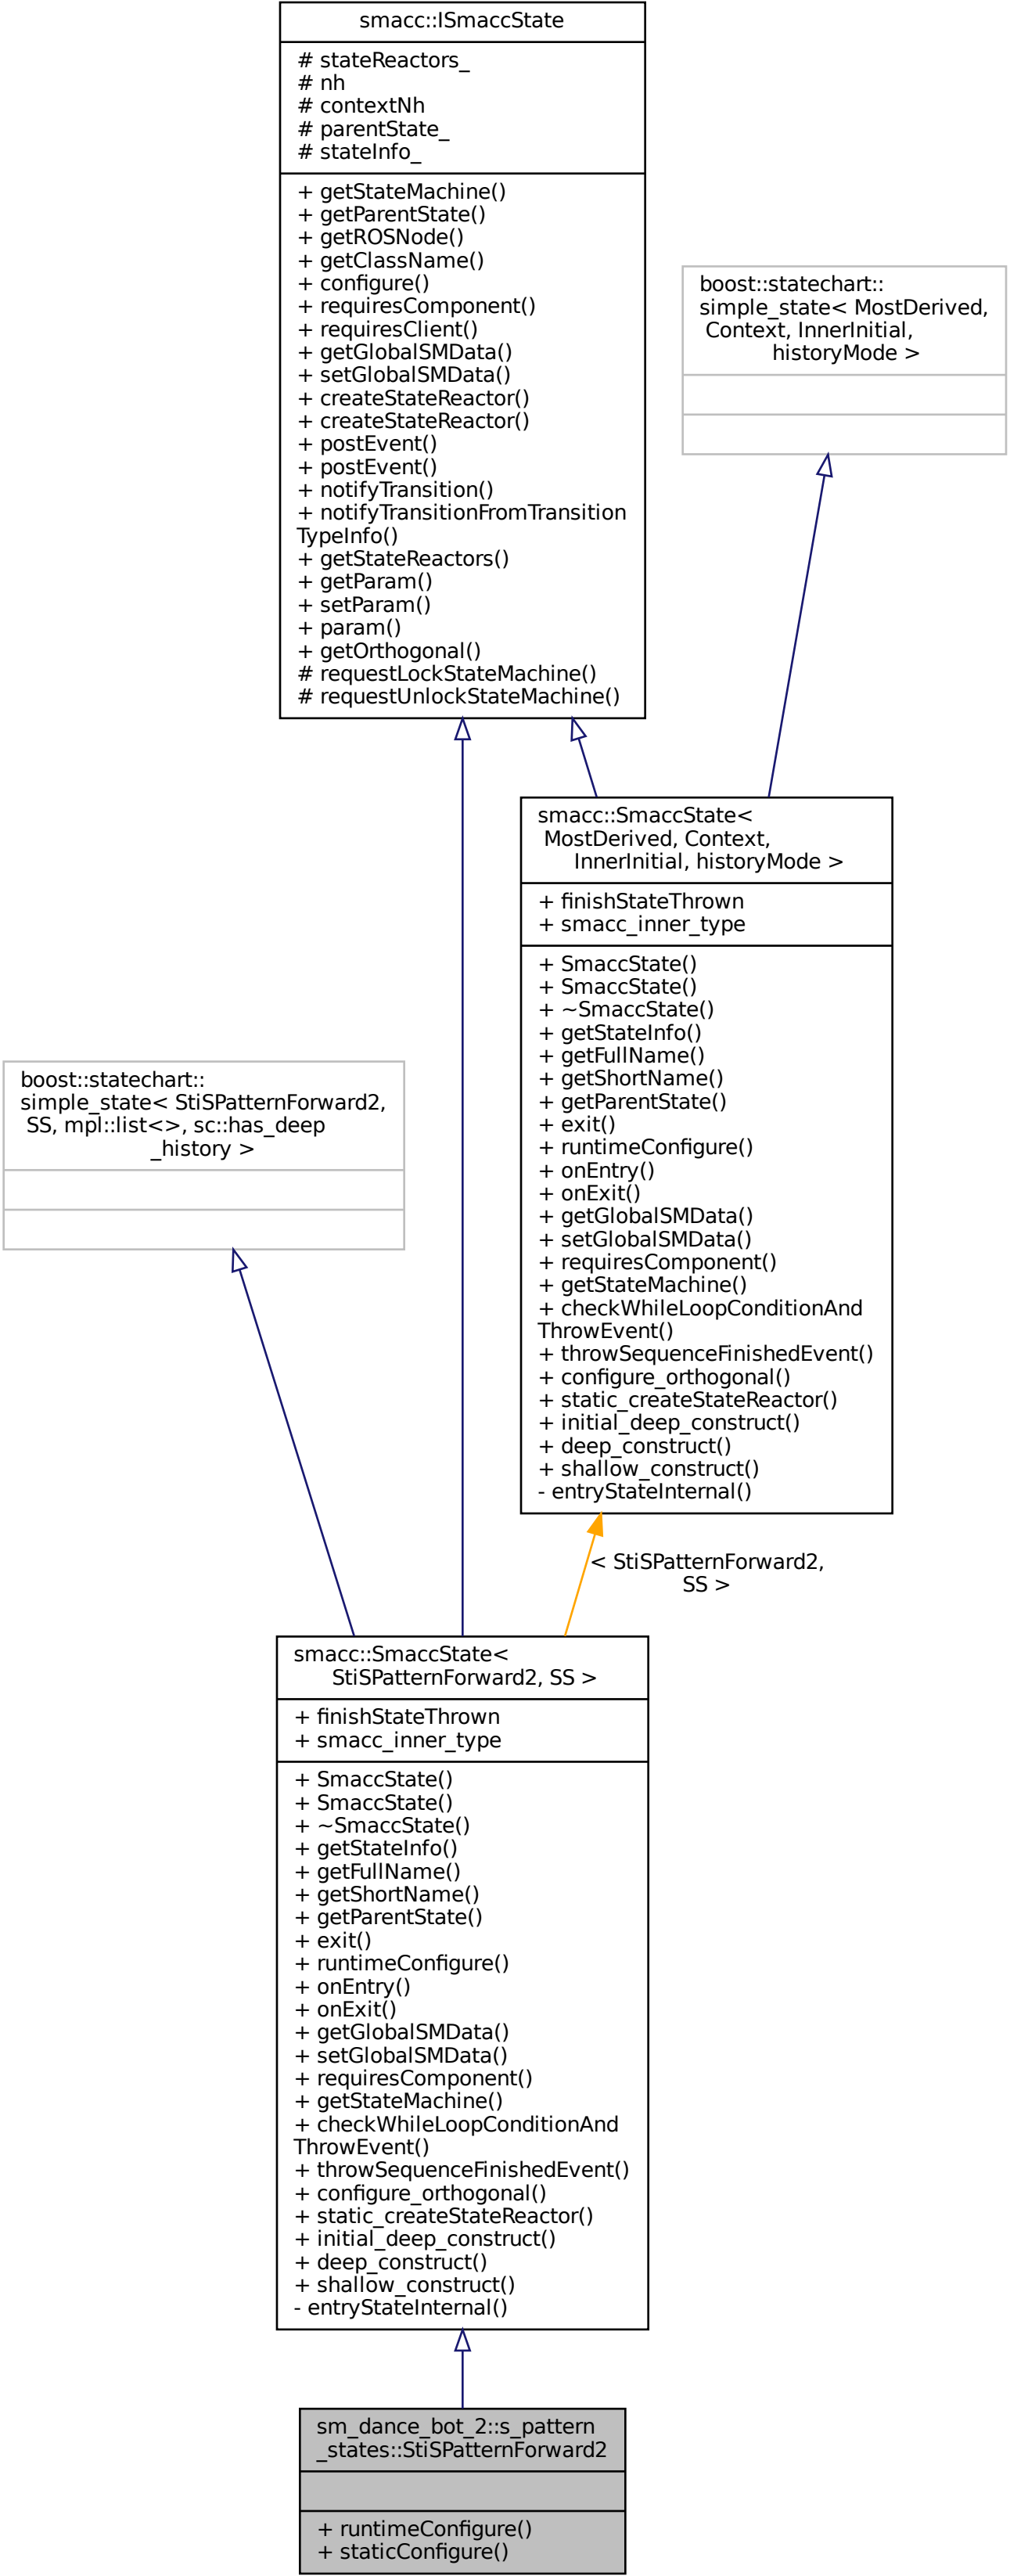 smacc::ISmaccState
# stateReactors_
# nh
# contextNh
# parentState_
# stateInfo_
+ getStateMachine()
+ getParentState()
+ getROSNode()
+ getClassName()
+ configure()
+ requiresComponent()
+ requiresClient()
+ getGlobalSMData()
+ setGlobalSMData()
+ createStateReactor()
+ createStateReactor()
+ postEvent()
+ postEvent()
+ notifyTransition()
+ notifyTransitionFromTransition
TypeInfo()
+ getStateReactors()
+ getParam()
+ setParam()
+ param()
+ getOrthogonal()
# requestLockStateMachine()
# requestUnlockStateMachine()
boost::statechart::
simple_state< MostDerived,
Context, InnerInitial,
historyMode >
smacc::SmaccState<
MostDerived, Context,
InnerInitial, historyMode >
+ finishStateThrown
+ smacc_inner_type
+ SmaccState()
+ SmaccState()
+ ~SmaccState()
+ getStateInfo()
+ getFullName()
+ getShortName()
+ getParentState()
+ exit()
+ runtimeConfigure()
+ onEntry()
+ onExit()
+ getGlobalSMData()
+ setGlobalSMData()
+ requiresComponent()
+ getStateMachine()
+ checkWhileLoopConditionAnd
ThrowEvent()
+ throwSequenceFinishedEvent()
+ configure_orthogonal()
+ static_createStateReactor()
+ initial_deep_construct()
+ deep_construct()
+ shallow_construct()
- entryStateInternal()
boost::statechart::
simple_state< StiSPatternForward2,
SS, mpl::list<>, sc::has_deep
_history >
< StiSPatternForward2,
SS >
smacc::SmaccState<
StiSPatternForward2, SS >
+ finishStateThrown
+ smacc_inner_type
+ SmaccState()
+ SmaccState()
+ ~SmaccState()
+ getStateInfo()
+ getFullName()
+ getShortName()
+ getParentState()
+ exit()
+ runtimeConfigure()
+ onEntry()
+ onExit()
+ getGlobalSMData()
+ setGlobalSMData()
+ requiresComponent()
+ getStateMachine()
+ checkWhileLoopConditionAnd
ThrowEvent()
+ throwSequenceFinishedEvent()
+ configure_orthogonal()
+ static_createStateReactor()
+ initial_deep_construct()
+ deep_construct()
+ shallow_construct()
- entryStateInternal()
sm_dance_bot_2::s_pattern
_states::StiSPatternForward2
+ runtimeConfigure()
+ staticConfigure()